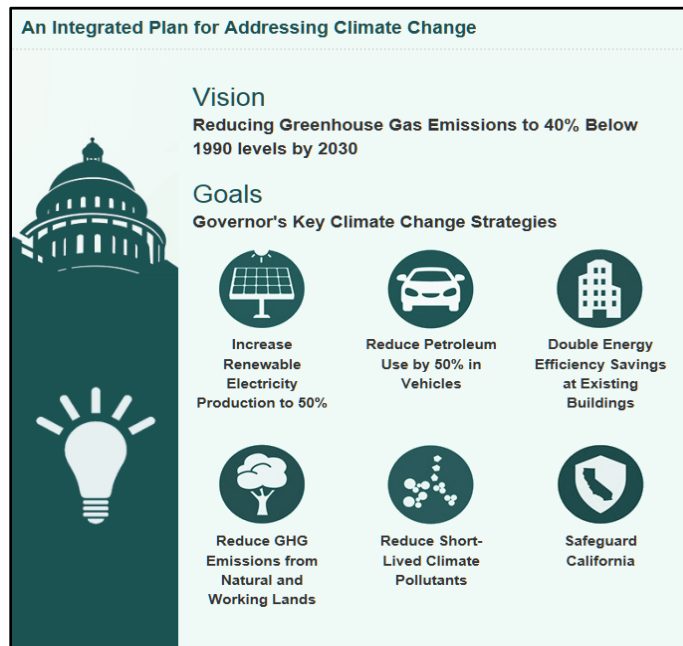 An Integrated Plan for Addressing Climate Change
Vision
Reducing Greenhouse Gas Emissions to 40% Below
1990 levels by 2030
Goals
Governor's Key Climate Change Strategies
Increase
Renewable
Electricity
Production to 50%
Reduce Petroleum
Use by 50% in
Vehicles
Double Energy
Efficiency Savings
at Existing
Buildings
Reduce GHG
Emissions from
Natural and
Working Lands
Reduce Short-
Lived Climate
Pollutants
Safeguard
California